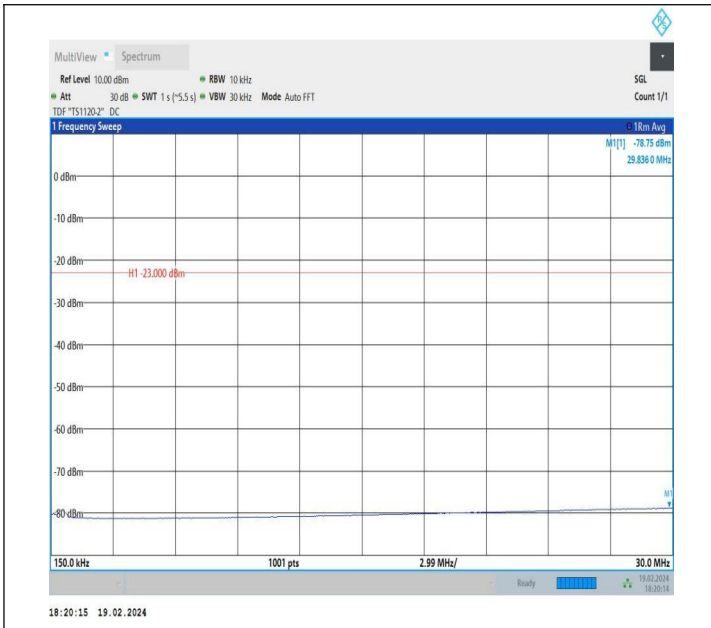 R S
MultiView Spectrum
Ref Level 10.00 dBm RBW 10 kHz SGL
Att 30 dB SWT 1 s (~5.5 s) VBW 30 kHz Mode Auto FFT Count 1/1
TDF "TS1120-2" DC
1 Frequency Sweep 1Rm Avg
M1[1] -78.75 dBm
29.836 0 MHz
0 dBm
-10 dBm
-20 dBm
H1 -23.000 dBm
-30 dBm
-40 dBm
-50 dBm
-60 dBm
-70 dBm
M1
-80 dBm
150.0 kHz 1001 pts 2.99 MHz/ 30.0 MHz
Ready 19.02.2024
18:20:14
18:20:15 19.02.2024